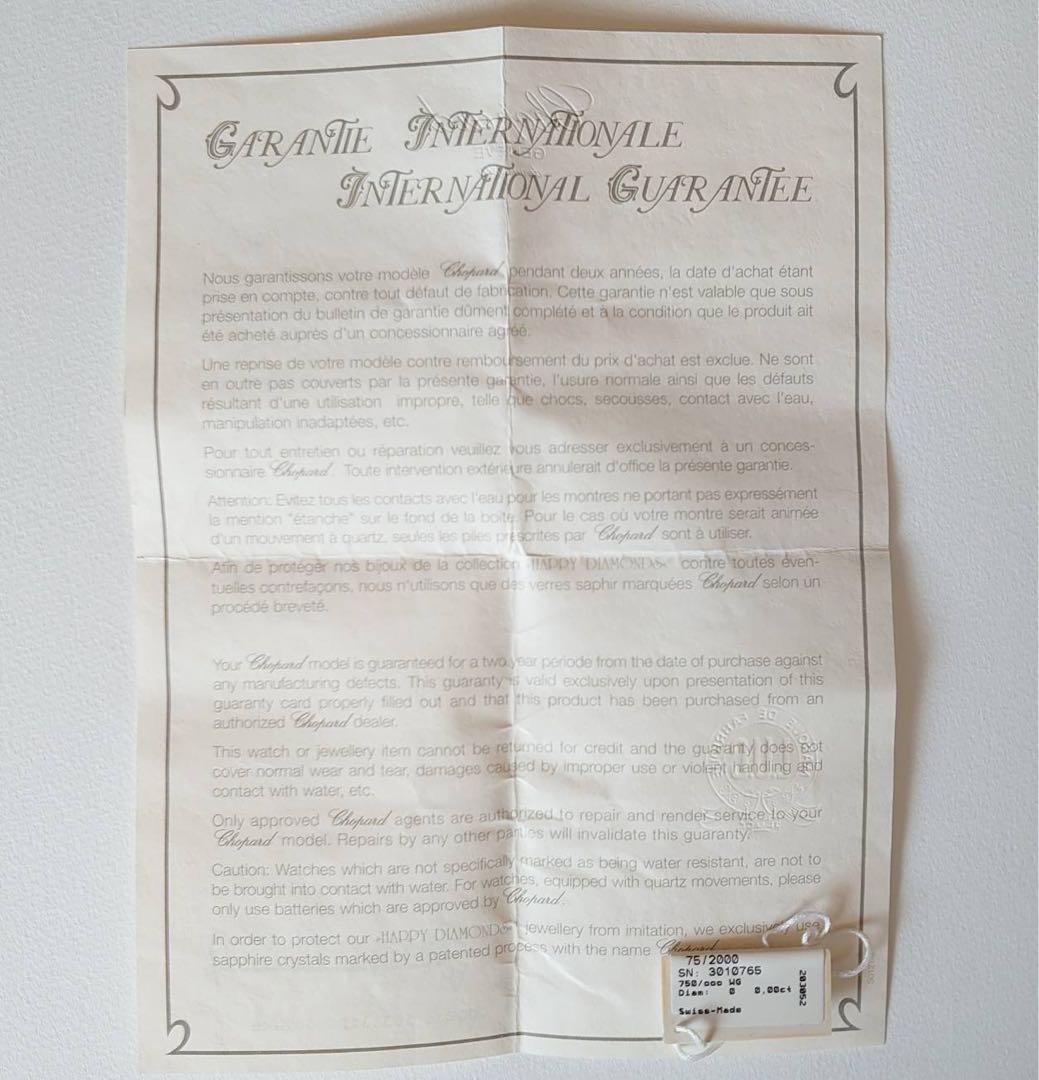 GARANTIE INTERNATIONALE
INTERNATIONAL GUARANTEE
Nous garantissons votre modèle Chopard pendant deux années, la date d'achat étant
prise en compte, contre tout défaut de fabrication. Cette garantie n'est valable que sous
présentation du bulletin de garantie dûment complété et à la condition que le produit ait
été acheté auprès d'un concessionnaire agréé.
Une reprise de votre modèle contre remboursement du prix d'achat est exclue. Ne sont
en outre pas couverts par la présente garantie, l'usure normale ainsi que les défauts
résultant d'une utilisation impropre, telle que chocs, secousses, contact avec l'eau,
manipulation inadaptées, etc.
Pour tout entretien ou réparation veuillez vous adresser exclusivement à un conces-
sionnaire Chopard. Toute intervention extérieure annulerait d'office la présente garantie.
Attention: Evitez tous les contacts avec l'eau pour les montres ne portant pas expressément
la mention "étanche" sur le fond de la boîte. Pour le cas où votre montre serait animée
d'un mouvement à quartz, seules les piles prescrites par Chopard sont à utiliser.
Afin de protéger nos bijoux de la collection «HAPPY DIAMONDS» contre toutes éven-
tuelles contrefaçons, nous n'utilisons que des verres saphir marquées Chopard selon un
procédé breveté.
Your Chopard model is guaranteed for a two year periode from the date of purchase against
any manufacturing defects. This guaranty is valid exclusively upon presentation of this
guaranty card properly filled out and that this product has been purchased from an
authorized Chopard dealer.
This watch or jewellery item cannot be returned for credit and the guaranty does not
cover normal wear and tear, damages caused by improper use or violent handling and
contact with water, etc.
Only approved Chopard agents are authorized to repair and render service to your
Chopard model. Repairs by any other parties will invalidate this guaranty.
Caution: Watches which are not specifically marked as being water resistant, are not to
be brought into contact with water. For watches, equipped with quartz movements, please
only use batteries which are approved by Chopard.
In order to protect our «HAPPY DIAMONDS» jewellery from imitation, we exclusively use
sapphire crystals marked by a patented process with the name Chopard
75/2000
SN: 3010765
750/ooo WG
Diam: 0 0,00ct
Swiss-Made
203052